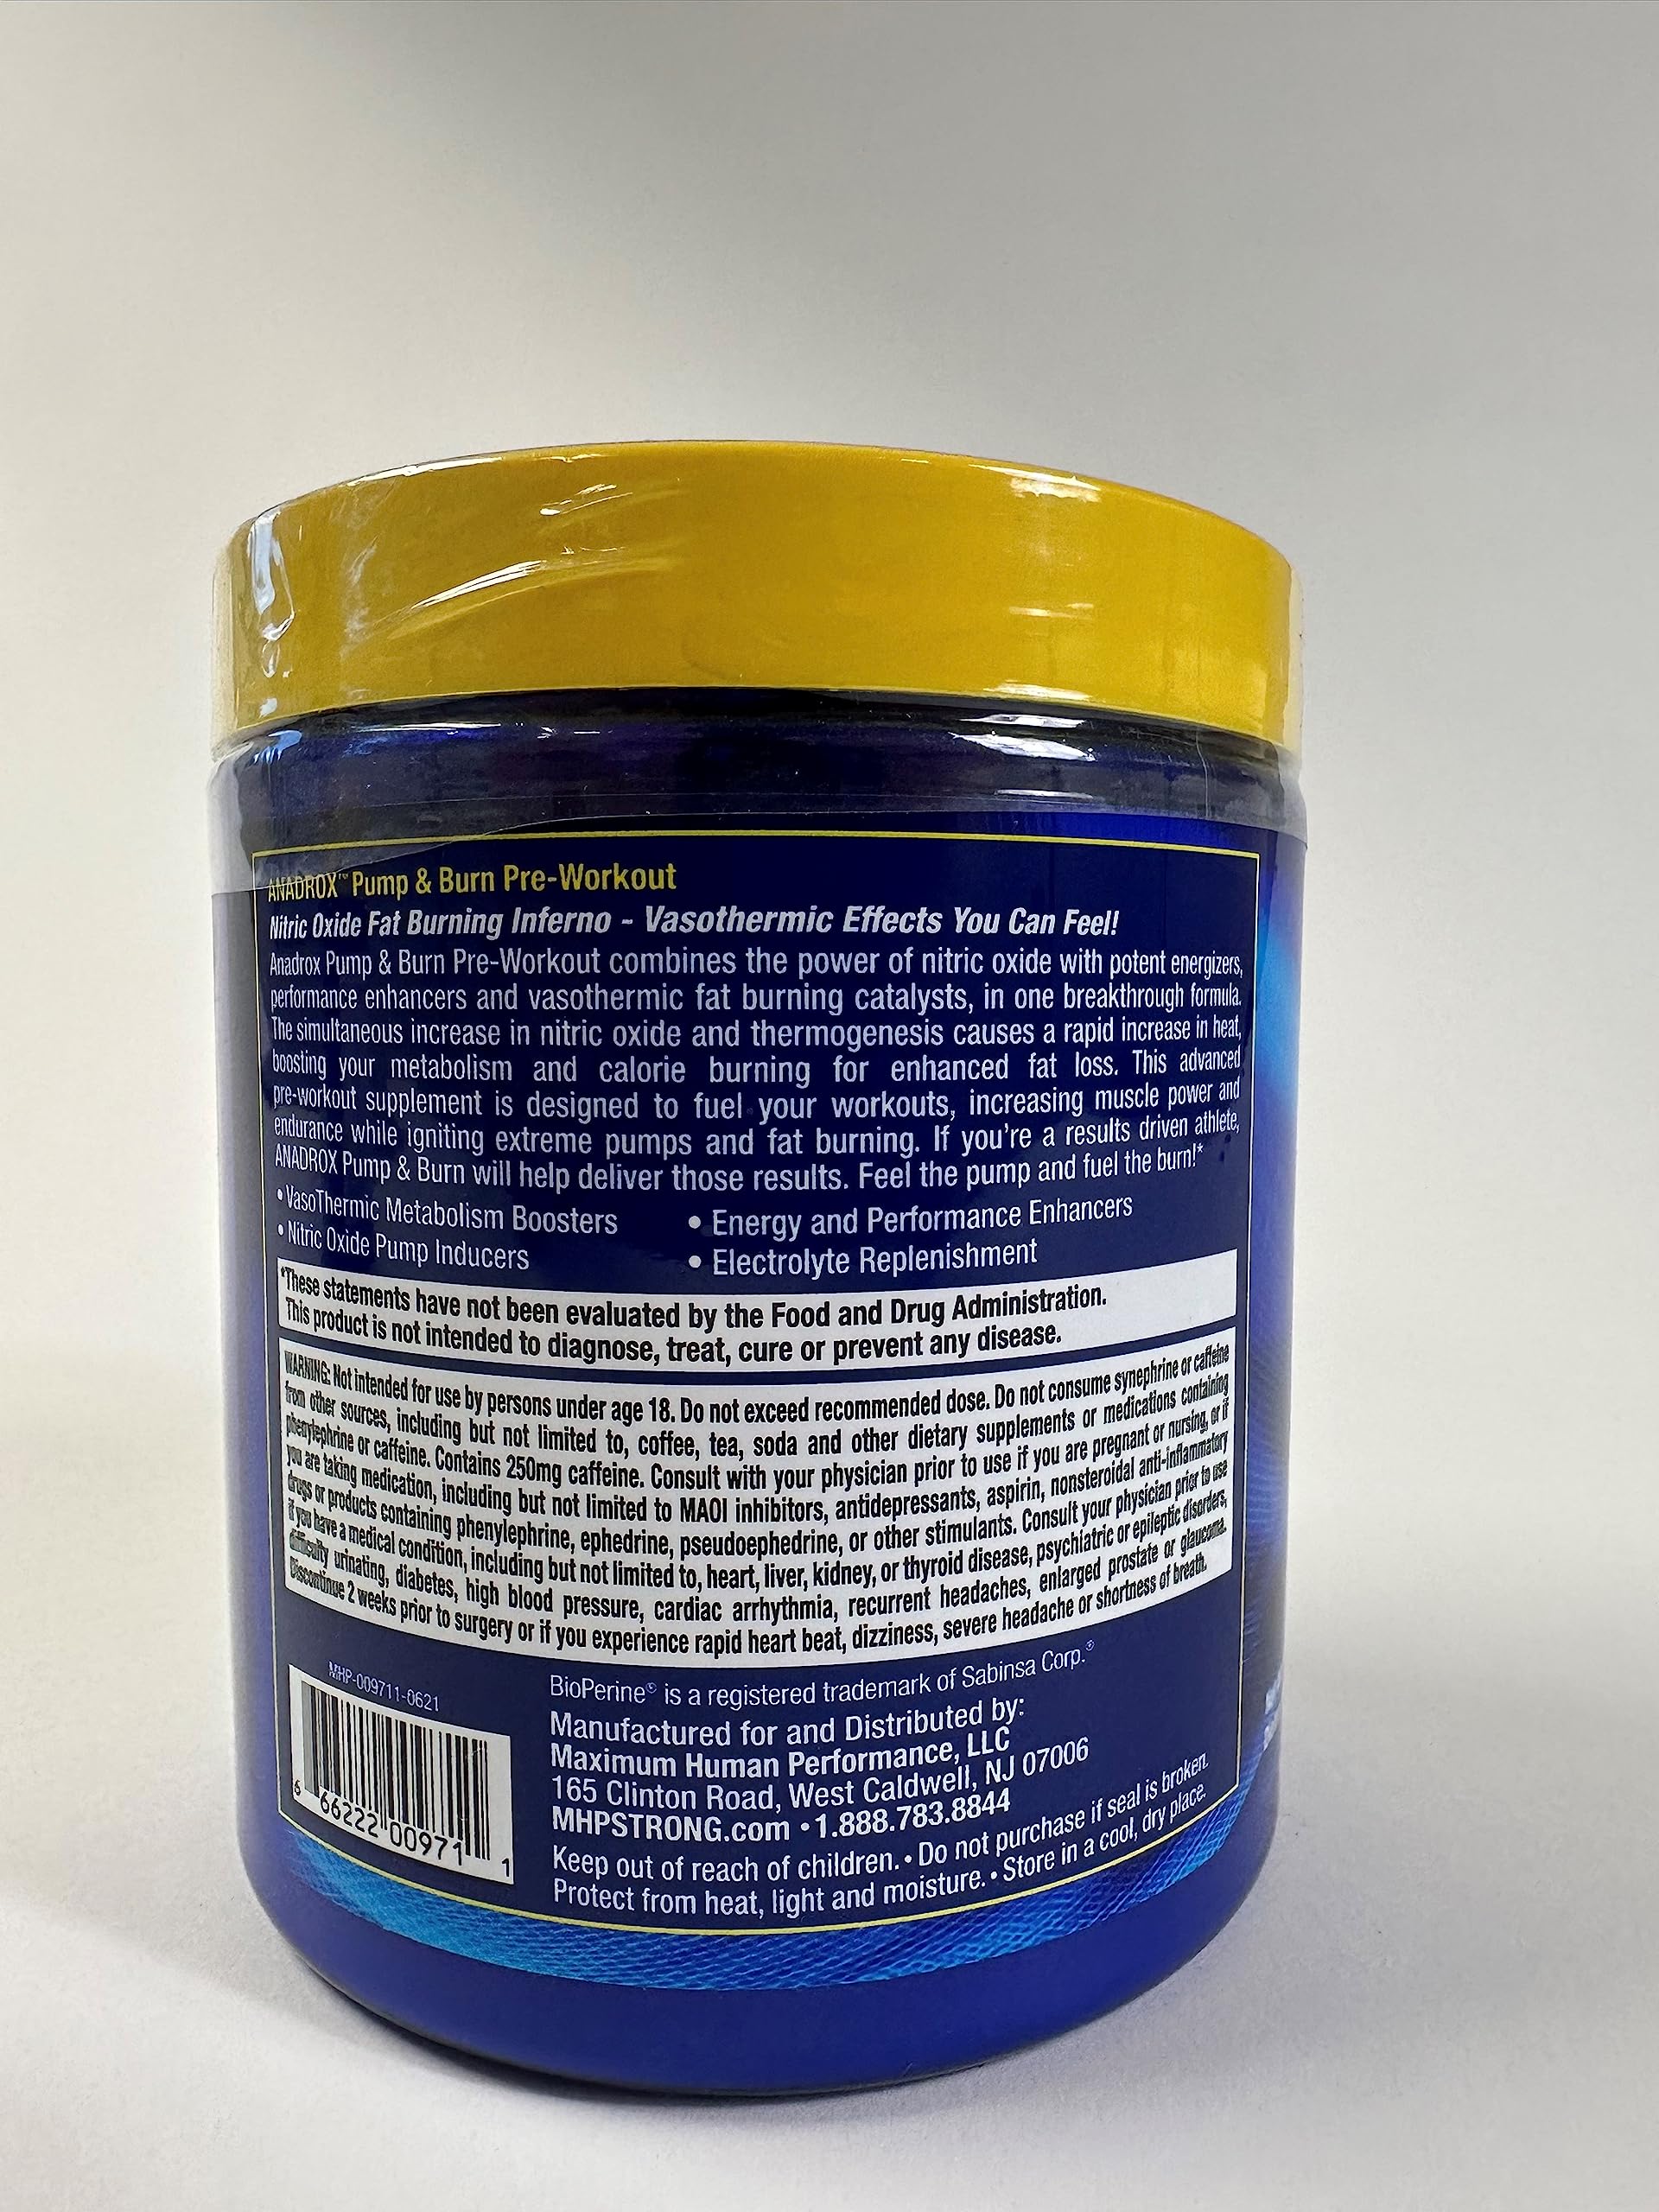 ANADROX™ Pump & Burn Pre-Workout
Nitric Oxide Fat Burning Inferno - Vasothermic Effects You Can Feel!
Anadrox Pump & Burn Pre-Workout combines the power of nitric oxide with potent energizers,
performance enhancers and vasothermic fat burning catalysts, in one breakthrough formula.
The simultaneous increase in nitric oxide and thermogenesis causes a rapid increase in heat,
boosting your metabolism and calorie burning for enhanced fat loss. This advanced
pre-workout supplement is designed to fuel your workouts, increasing muscle power and
endurance while igniting extreme pumps and fat burning. If you're a results driven athlete,
ANADROX Pump & Burn will help deliver those results. Feel the pump and fuel the burn!*
• VasoThermic Metabolism Boosters
• Nitric Oxide Pump Inducers
• Energy and Performance Enhancers
• Electrolyte Replenishment
*These statements have not been evaluated by the Food and Drug Administration.
This product is not intended to diagnose, treat, cure or prevent any disease.
WARNING: Not intended for use by persons under age 18. Do not exceed recommended dose. Do not consume synephrine or caffeine
from other sources, including but not limited to, coffee, tea, soda and other dietary supplements or medications containing
phenylephrine or caffeine. Contains 250mg caffeine. Consult with your physician prior to use if you are pregnant or nursing, or if
you are taking medication, including but not limited to MAOI inhibitors, antidepressants, aspirin, nonsteroidal anti-inflammatory
drugs or products containing phenylephrine, ephedrine, pseudoephedrine, or other stimulants. Consult your physician prior to use
if you have a medical condition, including but not limited to, heart, liver, kidney, or thyroid disease, psychiatric or epileptic disorders,
difficulty urinating, diabetes, high blood pressure, cardiac arrhythmia, recurrent headaches, enlarged prostate or glaucoma.
Discontinue 2 weeks prior to surgery or if you experience rapid heart beat, dizziness, severe headache or shortness of breath.
MHP-009711-0621
6 66222 00971 1
BioPerine® is a registered trademark of Sabinsa Corp.®
Manufactured for and Distributed by:
Maximum Human Performance, LLC
165 Clinton Road, West Caldwell, NJ 07006
MHPSTRONG.com • 1.888.783.8844
Keep out of reach of children. • Do not purchase if seal is broken.
Protect from heat, light and moisture. • Store in a cool, dry place.